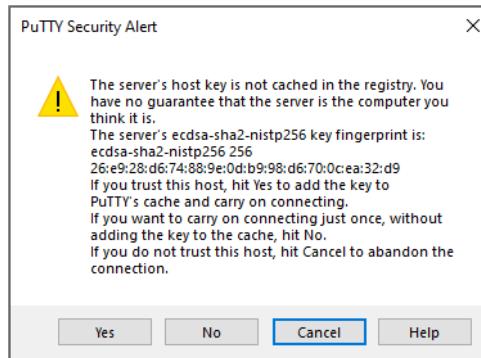 PuTTY Security Alert
The server's host key is not cached in the registry. You
have no guarantee that the server is the computer you
think it is.
The server's ecdsa-sha2-nistp256 key fingerprint is:
ecdsa-sha2-nistp256 256
26:e9:28:d6:74:88:9e:0d:b9:98:d6:70:0c:ea:32:d9
If you trust this host, hit Yes to add the key to
PuTTY's cache and carry on connecting.
If you want to carry on connecting just once, without
adding the key to the cache, hit No.
If you do not trust this host, hit Cancel to abandon the
connection.
Yes No Cancel Help